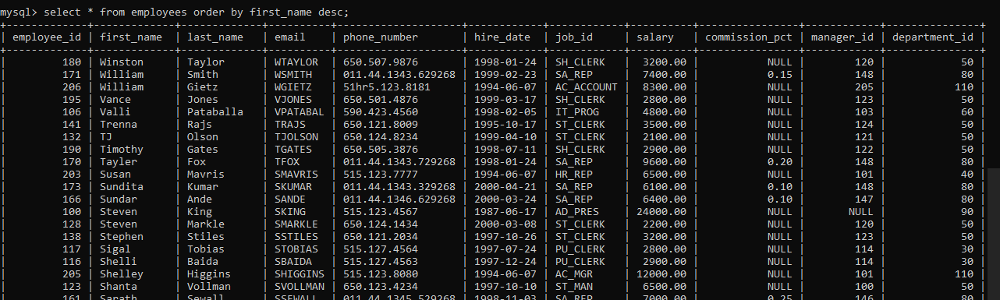 mysql> select * from employees order by first_name desc;
+-------------+-------------+-------------+----------+--------------------+------------+------------+----------+----------------+------------+---------------+
| employee_id | first_name  | last_name   | email    | phone_number       | hire_date  | job_id     | salary   | commission_pct | manager_id | department_id |
+-------------+-------------+-------------+----------+--------------------+------------+------------+----------+----------------+------------+---------------+
| 180 | Winston | Taylor | WTAYLOR | 650.507.9876 | 1998-01-24 | SH_CLERK | 3200.00 | NULL | 120 | 50 |
| 171 | William | Smith | WSMITH | 011.44.1343.629268 | 1999-02-23 | SA_REP | 7400.00 | 0.15 | 148 | 80 |
| 206 | William | Gietz | WGIETZ | 51hr5.123.8181 | 1994-06-07 | AC_ACCOUNT | 8300.00 | NULL | 205 | 110 |
| 195 | Vance | Jones | VJONES | 650.501.4876 | 1999-03-17 | SH_CLERK | 2800.00 | NULL | 123 | 50 |
| 106 | Valli | Pataballa | VPATABAL | 590.423.4560 | 1998-02-05 | IT_PROG | 4800.00 | NULL | 103 | 60 |
| 141 | Trenna | Rajs | TRAJS | 650.121.8009 | 1995-10-17 | ST_CLERK | 3500.00 | NULL | 124 | 50 |
| 132 | TJ | Olson | TJOLSON | 650.124.8234 | 1999-04-10 | ST_CLERK | 2100.00 | NULL | 121 | 50 |
| 190 | Timothy | Gates | TGATES | 650.505.3876 | 1998-07-11 | SH_CLERK | 2900.00 | NULL | 122 | 50 |
| 170 | Tayler | Fox | TFOX | 011.44.1343.729268 | 1998-01-24 | SA_REP | 9600.00 | 0.20 | 148 | 80 |
| 203 | Susan | Mavris | SMAVRIS | 515.123.7777 | 1994-06-07 | HR_REP | 6500.00 | NULL | 101 | 40 |
| 173 | Sundita | Kumar | SKUMAR | 011.44.1343.329268 | 2000-04-21 | SA_REP | 6100.00 | 0.10 | 148 | 80 |
| 166 | Sundar | Ande | SANDE | 011.44.1346.629268 | 2000-03-24 | SA_REP | 6400.00 | 0.10 | 147 | 80 |
| 100 | Steven | King | SKING | 515.123.4567 | 1987-06-17 | AD_PRES | 24000.00 | NULL | NULL | 90 |
| 128 | Steven | Markle | SMARKLE | 650.124.1434 | 2000-03-08 | ST_CLERK | 2200.00 | NULL | 120 | 50 |
| 138 | Stephen | Stiles | SSTILES | 650.121.2034 | 1997-10-26 | ST_CLERK | 3200.00 | NULL | 123 | 50 |
| 117 | Sigal | Tobias | STOBIAS | 515.127.4564 | 1997-07-24 | PU_CLERK | 2800.00 | NULL | 114 | 30 |
| 116 | Shelli | Baida | SBAIDA | 515.127.4563 | 1997-12-24 | PU_CLERK | 2900.00 | NULL | 114 | 30 |
| 205 | Shelley | Higgins | SHIGGINS | 515.123.8080 | 1994-06-07 | AC_MGR | 12000.00 | NULL | 101 | 110 |
| 123 | Shanta | Vollman | SVOLLMAN | 650.123.4234 | 1997-10-10 | ST_MAN | 6500.00 | NULL | 100 | 50 |
| 161 | Sarath | Sewall | SSEWALL | 011.44.1345.529268 | 1998-11-03 | SA_REP | 7000.00 | 0.25 | 146 | 80 |